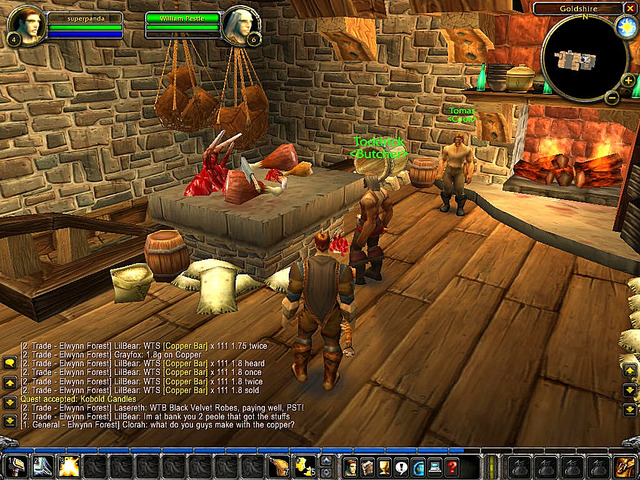 superpanda
William Pestle
Goldshire
N
Tomas
<Cook>
<Butcher>
[2. Trade - Elwynn Forest] LilBear: WTS [Copper Bar] x 111 1.75 twice
[2. Trade - Elwynn Forest] Grayfox: 1.8g on Copper
[2. Trade - Elwynn Forest] LilBear: WTS [Copper Bar] x 111 1.8 heard
[2. Trade - Elwynn Forest] LilBear: WTS [Copper Bar] x 111 1.8 once
[2. Trade - Elwynn Forest] LilBear: WTS [Copper Bar] x 111 1.8 twice
[2. Trade - Elwynn Forest] LilBear: WTS [Copper Bar] x 111 1.8 sold
Quest accepted: Kobold Candles
[2. Trade - Elwynn Forest] Lasereth: WTB Black Velvet Robes, paying well, PST!
[2. Trade - Elwynn Forest] LilBear: Im at bank you 2 peole that got the stuffs
[1. General - Elwynn Forest] Clorah: what do you guys make with the copper?